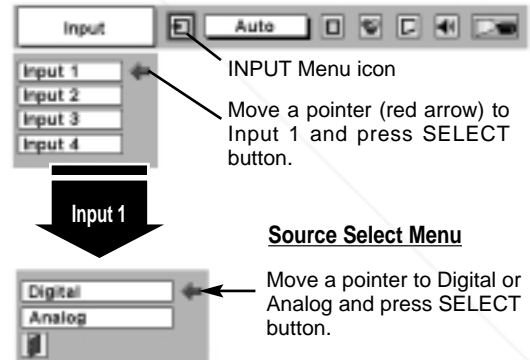 Input
Auto
INPUT Menu icon
Input 1
Input 2
Input 3
Input 4
Move a pointer (red arrow) to
Input 1 and press SELECT
button.
Input 1
Source Select Menu
Digital
Analog
Move a pointer to Digital or
Analog and press SELECT
button.